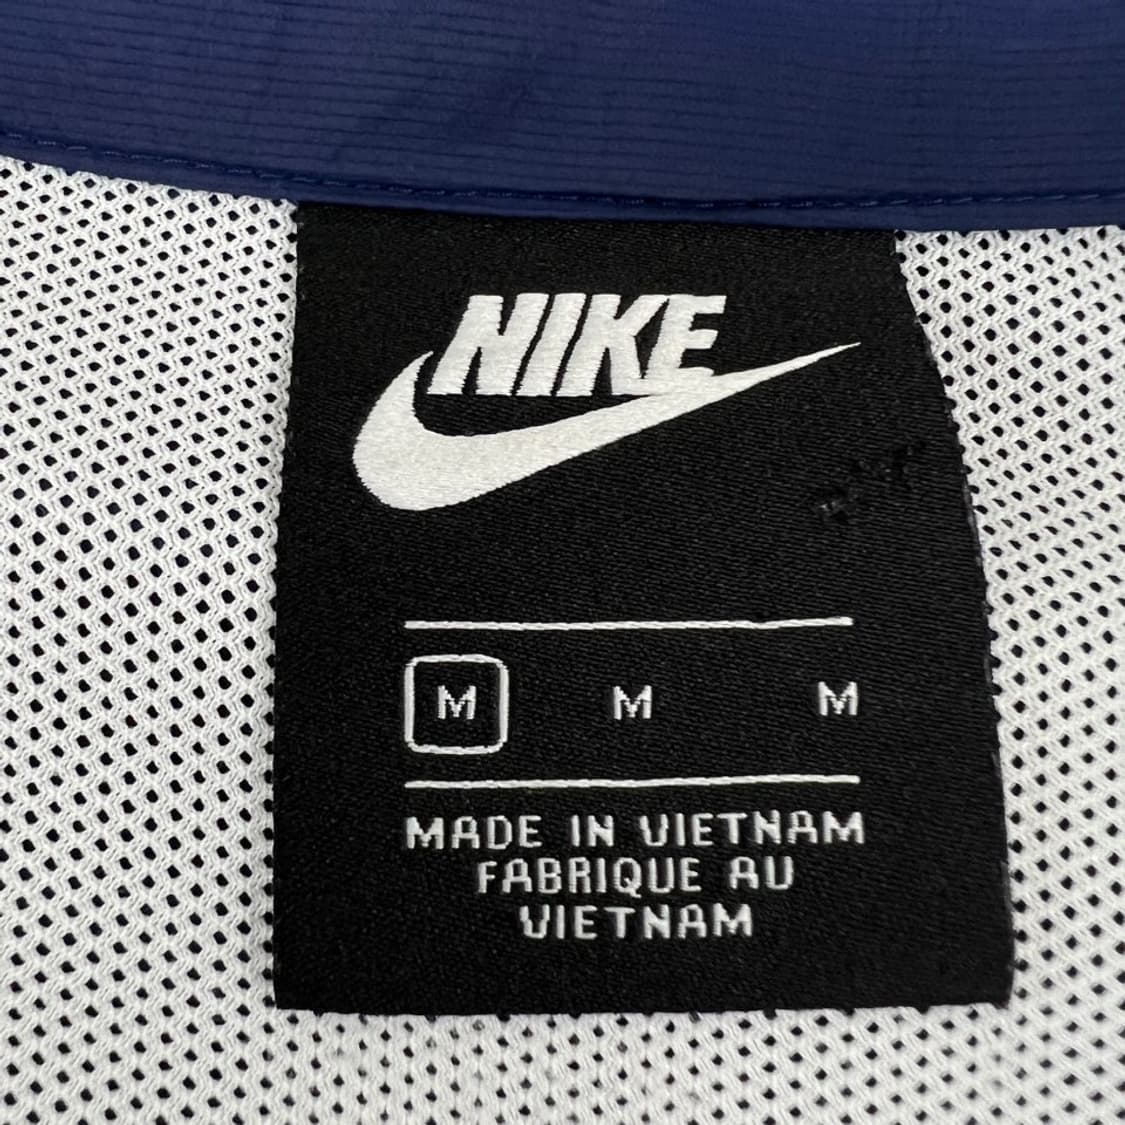 NIKE
M M M
MADE IN VIETNAM
FABRIQUE AU
VIETNAM